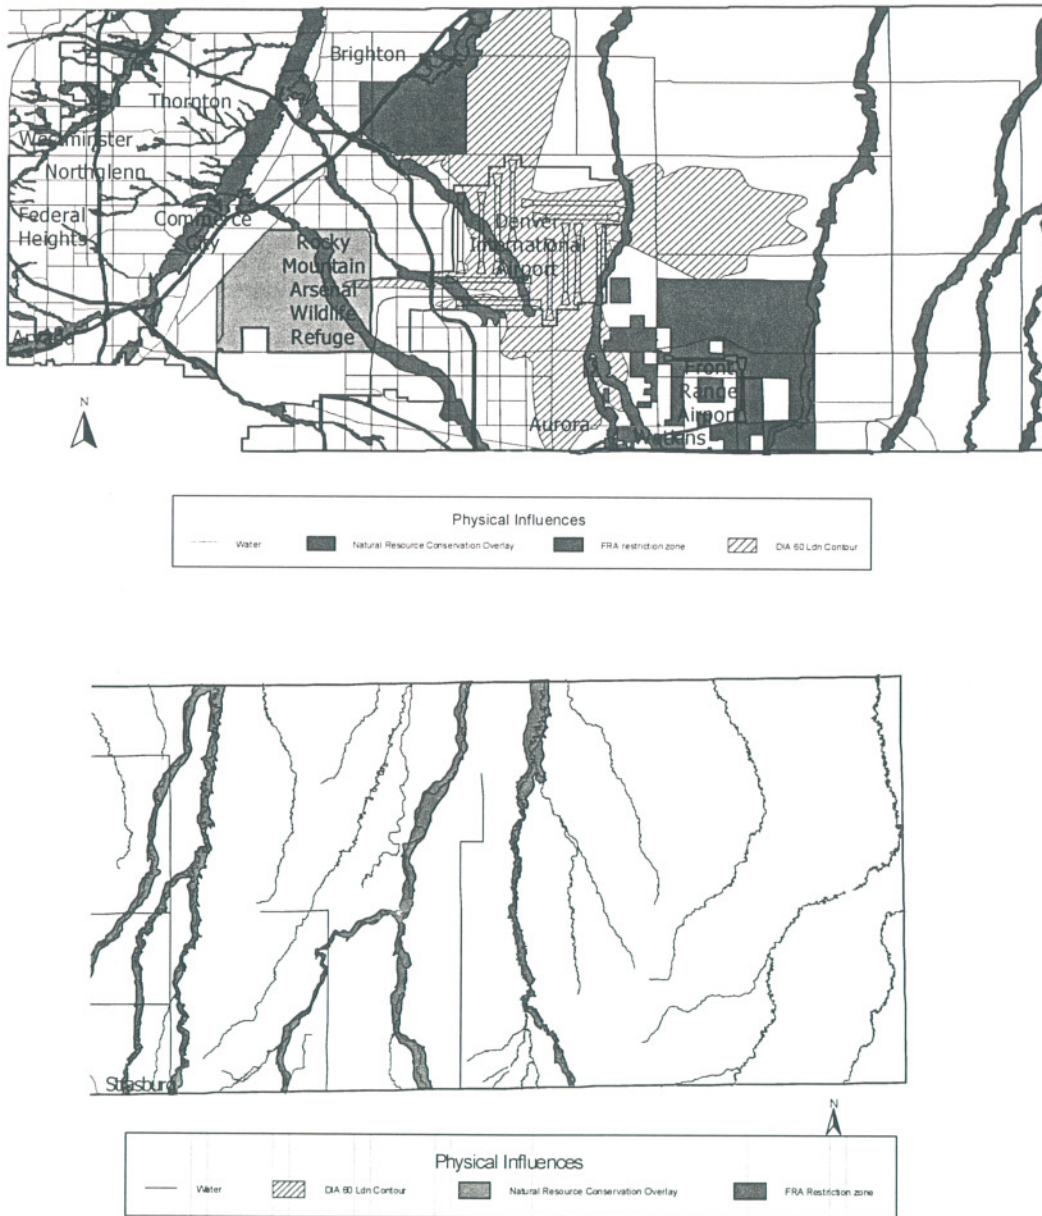 Brighton
Thornton
Westminster
Northglenn
Federal
Heights
Commerce
City
Rocky
Mountain
Arsenal
Wildlife
Refuge
Denver
International
Airport
Arvada
Front
Range
Airport
Aurora
Watkins
N
Physical Influences
Water Natural Resource Conservation Overlay FRA restriction zone DIA 60 Ldn Contour
Strasburg
N
Physical Influences
Water DIA 60 Ldn Contour Natural Resource Conservation Overlay FRA Restriction zone